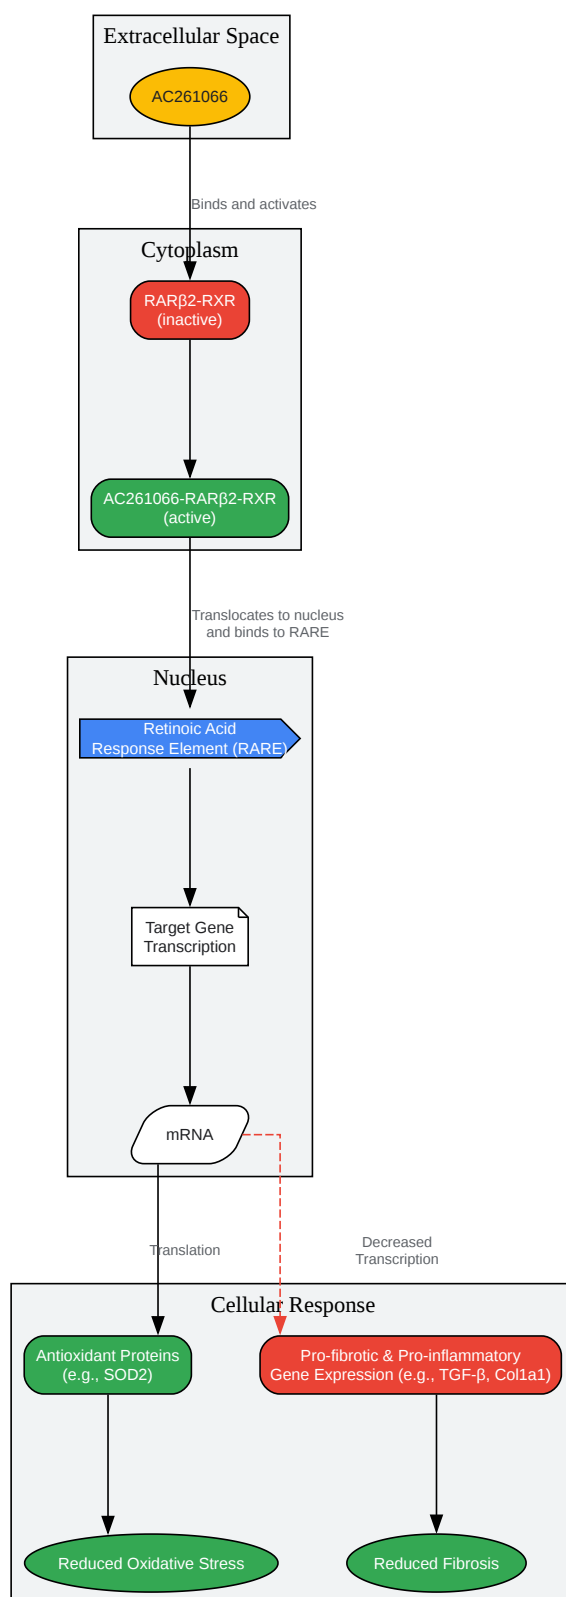 Extracellular Space
AC261066
Binds and activates
Cytoplasm
RARβ2-RXR
(inactive)
AC261066-RARβ2-RXR
(active)
Translocates to nucleus
and binds to RARE
Nucleus
Retinoic Acid
Response Element (RARE)
Target Gene
Transcription
mRNA
Translation
Decreased
Transcription
Cellular Response
Antioxidant Proteins
(e.g., SOD2)
Pro-fibrotic & Pro-inflammatory
Gene Expression (e.g., TGF-β, Col1a1)
Reduced Oxidative Stress
Reduced Fibrosis